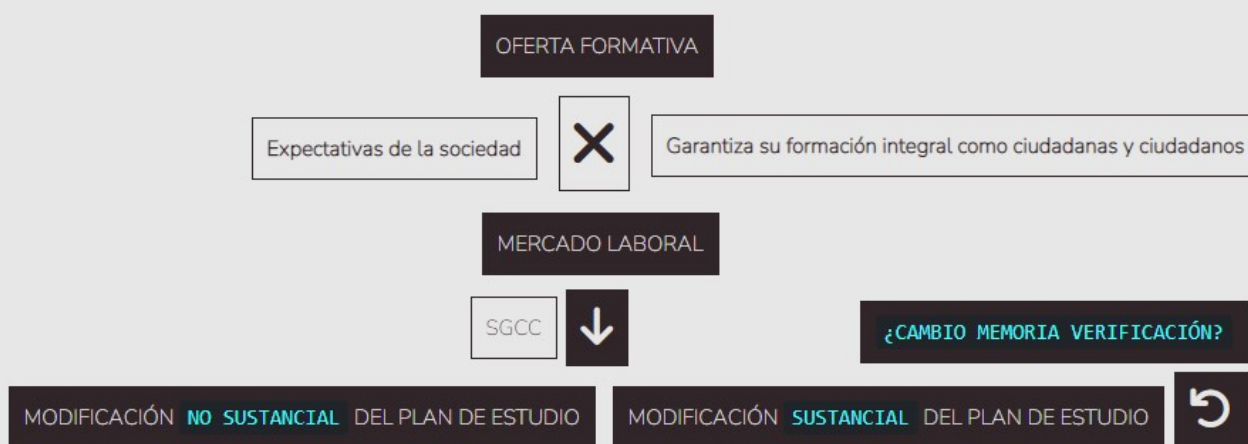 OFERTA FORMATIVA
Expectativas de la sociedad
Garantiza su formación integral como ciudadanas y ciudadanos
MERCADO LABORAL
SGCC
¿CAMBIO MEMORIA VERIFICACIÓN?
MODIFICACIÓN NO SUSTANCIAL DEL PLAN DE ESTUDIO
MODIFICACIÓN SUSTANCIAL DEL PLAN DE ESTUDIO